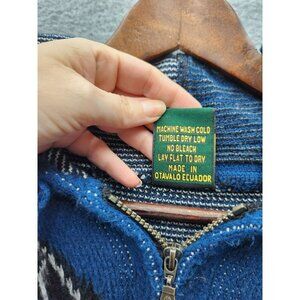 MACHINE WASH COLD
TUMBLE DRY LOW
NO BLEACH
LAY FLAT TO DRY
MADE IN
OTAVALO ECUADOR